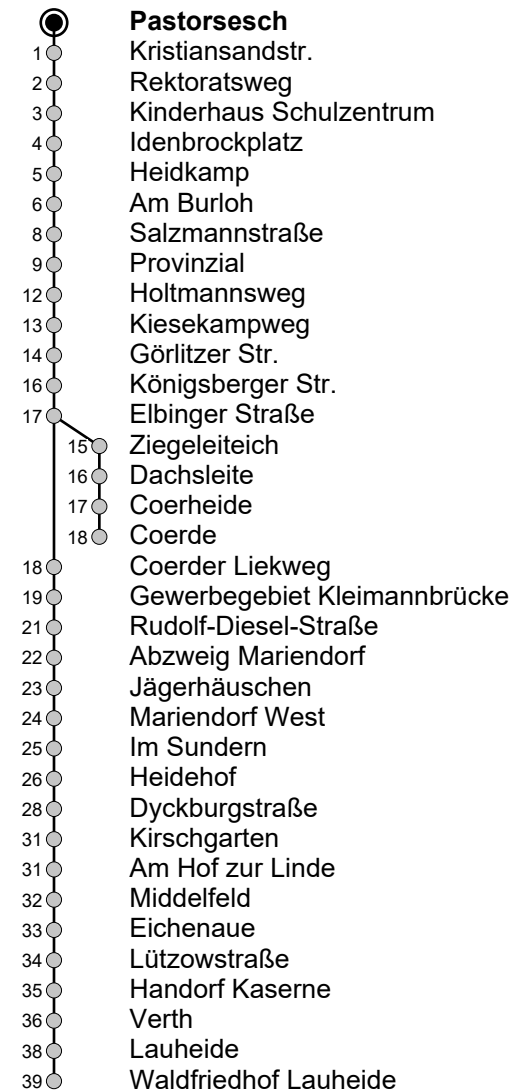 Pastorsesch
1 Kristiansandstr.
2 Rektoratsweg
3 Kinderhaus Schulzentrum
4 Idenbrockplatz
5 Heidkamp
6 Am Burloh
8 Salzmannstraße
9 Provinzial
12 Holtmannsweg
13 Kiesekampweg
14 Görlitzer Str.
16 Königsberger Str.
17 Elbinger Straße
15 Ziegeleiteich
16 Dachsleite
17 Coerheide
18 Coerde
18 Coerder Liekweg
19 Gewerbegebiet Kleimannbrücke
21 Rudolf-Diesel-Straße
22 Abzweig Mariendorf
23 Jägerhäuschen
24 Mariendorf West
25 Im Sundern
26 Heidehof
28 Dyckburgstraße
31 Kirschgarten
31 Am Hof zur Linde
32 Middelfeld
33 Eichenaue
34 Lützowstraße
35 Handorf Kaserne
36 Verth
38 Lauheide
39 Waldfriedhof Lauheide